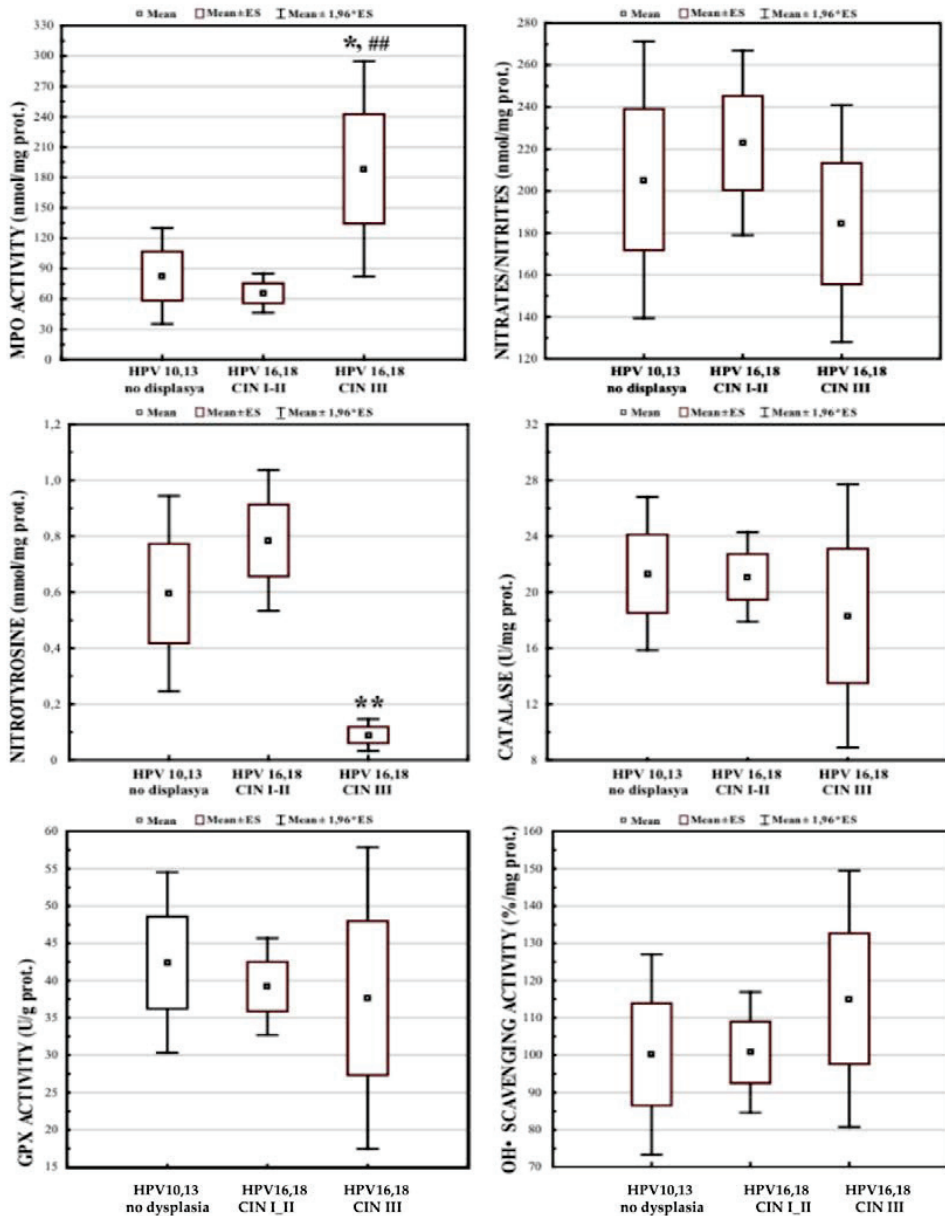 ▫ Mean ▯ Mean±ES ⌶ Mean± 1,96*ES
MPO ACTIVITY (nmol/mg prot.)
330
300
270
240
210
180
150
120
90
60
30
0
*, ##
HPV 10,13 HPV 16,18 HPV 16,18
no displasya CIN I-II CIN III
▫ Mean ▯ Mean±ES ⌶ Mean± 1,96*ES
NITRATES/NITRITES (nmol/mg prot.)
280
260
240
220
200
180
160
140
120
HPV 10,13 HPV 16,18 HPV 16,18
no displasya CIN I-II CIN III
▫ Mean ▯ Mean±ES ⌶ Mean± 1,96*ES
NITROTYROSINE (mmol/mg prot.)
1,2
1,0
0,8
0,6
0,4
0,2
0
**
HPV 10,13 HPV 16,18 HPV 16,18
no displasya CIN I-II CIN III
▫ Mean ▯ Mean±ES ⌶ Mean± 1,96*ES
CATALASE (U/mg prot.)
32
28
24
20
16
12
8
HPV 10,13 HPV 16,18 HPV 16,18
no displasya CIN I-II CIN III
▫ Mean ▯ Mean±ES ⌶ Mean± 1,96*ES
GPX ACTIVITY (U/g prot.)
60
55
50
45
40
35
30
25
20
15
HPV10,13 HPV16,18 HPV16,18
no dysplasia CIN I_II CIN III
▫ Mean ▯ Mean±ES ⌶ Mean± 1,96*ES
OH• SCAVENGING ACTIVITY (%/mg prot.)
160
150
140
130
120
110
100
90
80
70
HPV10,13 HPV16,18 HPV16,18
no dysplasia CIN I_II CIN III